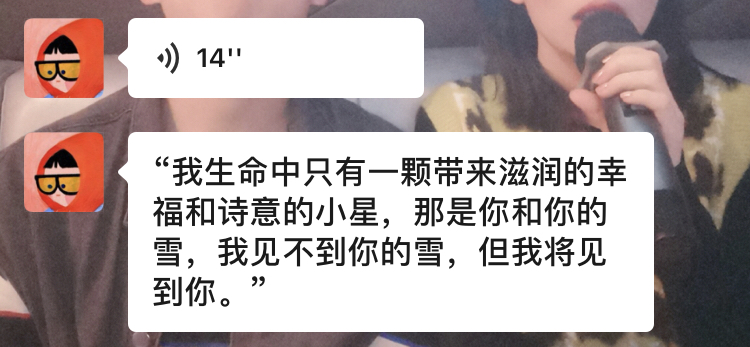 14''
“我生命中只有一颗带来滋润的幸
福和诗意的小星，那是你和你的
雪，我见不到你的雪，但我将见
到你。”